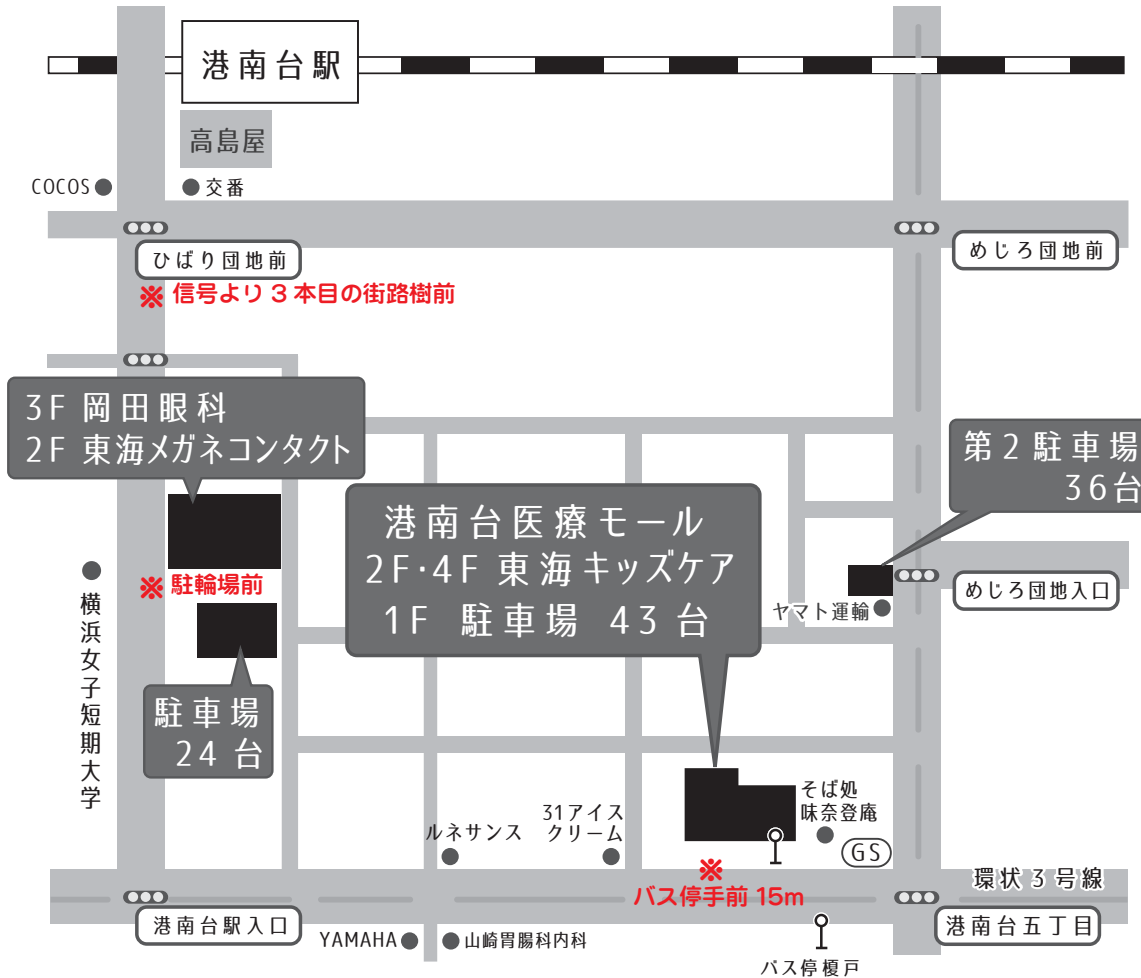 港南台駅
高島屋
COCOS
交番
ひばり団地前
めじろ団地前
※ 信号より3本目の街路樹前
3F 岡田眼科
2F 東海メガネコンタクト
第2駐車場
36台
港南台医療モール
2F・4F 東海キッズケア
1F 駐車場 43台
※ 駐輪場前
めじろ団地入口
ヤマト運輸
横浜女子短期大学
駐車場
24台
そば処
味奈登庵
31アイス
クリーム
ルネサンス
GS
※
バス停手前 15m
環状3号線
港南台駅入口
港南台五丁目
YAMAHA
山崎胃腸科内科
バス停榎戸